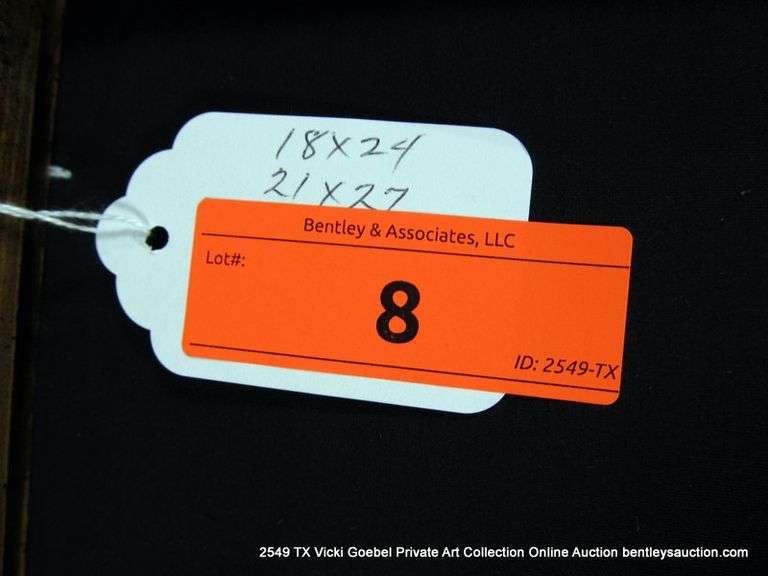 18X24
21X27
Bentley & Associates, LLC
Lot#:
8
ID: 2549-TX
2549 TX Vicki Goebel Private Art Collection Online Auction bentleysauction.com